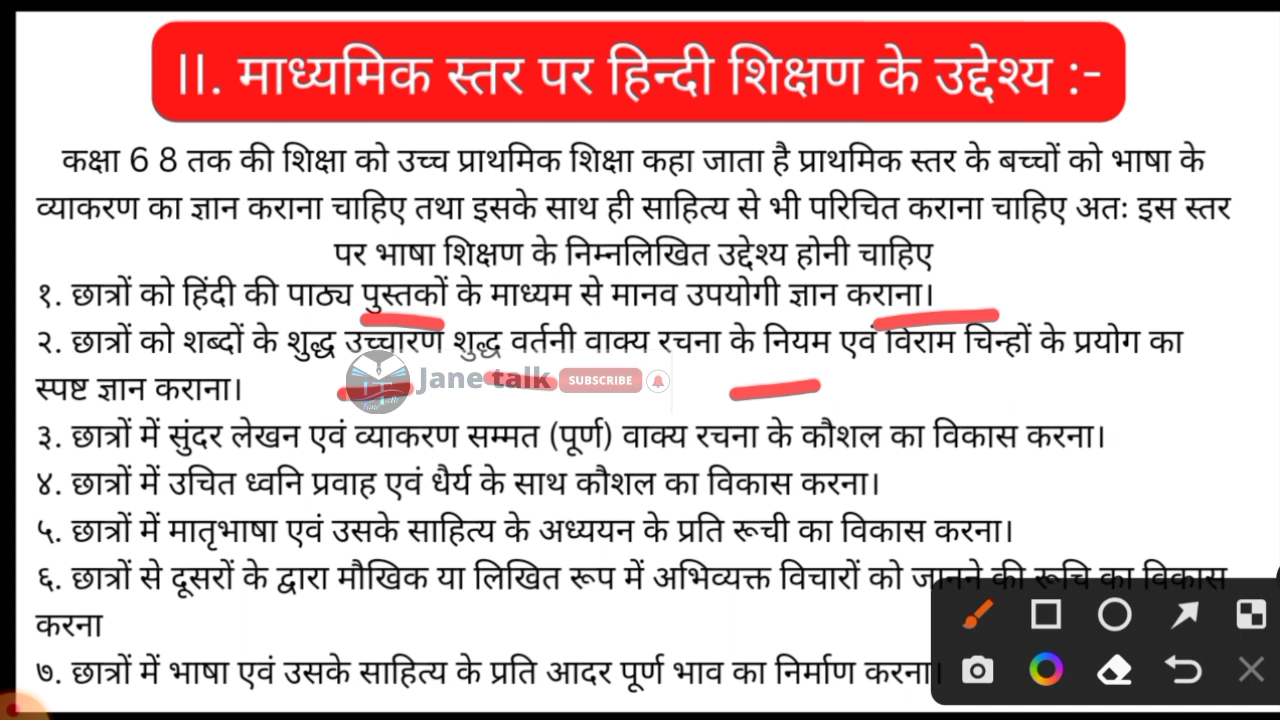 II. माध्यमिक स्तर पर हिन्दी शिक्षण के उद्देश्य :-
कक्षा 6 8 तक की शिक्षा को उच्च प्राथमिक शिक्षा कहा जाता है प्राथमिक स्तर के बच्चों को भाषा के
व्याकरण का ज्ञान कराना चाहिए तथा इसके साथ ही साहित्य से भी परिचित कराना चाहिए अतः इस स्तर
पर भाषा शिक्षण के निम्नलिखित उद्देश्य होनी चाहिए
१. छात्रों को हिंदी की पाठ्य पुस्तकों के माध्यम से मानव उपयोगी ज्ञान कराना।
२. छात्रों को शब्दों के शुद्ध उच्चारण शुद्ध वर्तनी वाक्य रचना के नियम एवं विराम चिन्हों के प्रयोग का
स्पष्ट ज्ञान कराना।
Jane talk SUBSCRIBE
३. छात्रों में सुंदर लेखन एवं व्याकरण सम्मत (पूर्ण) वाक्य रचना के कौशल का विकास करना।
४. छात्रों में उचित ध्वनि प्रवाह एवं धैर्य के साथ कौशल का विकास करना।
५. छात्रों में मातृभाषा एवं उसके साहित्य के अध्ययन के प्रति रूची का विकास करना।
६. छात्रों से दूसरों के द्वारा मौखिक या लिखित रूप में अभिव्यक्त विचारों को जानने की रूचि का विकास
करना
७. छात्रों में भाषा एवं उसके साहित्य के प्रति आदर पूर्ण भाव का निर्माण करना।